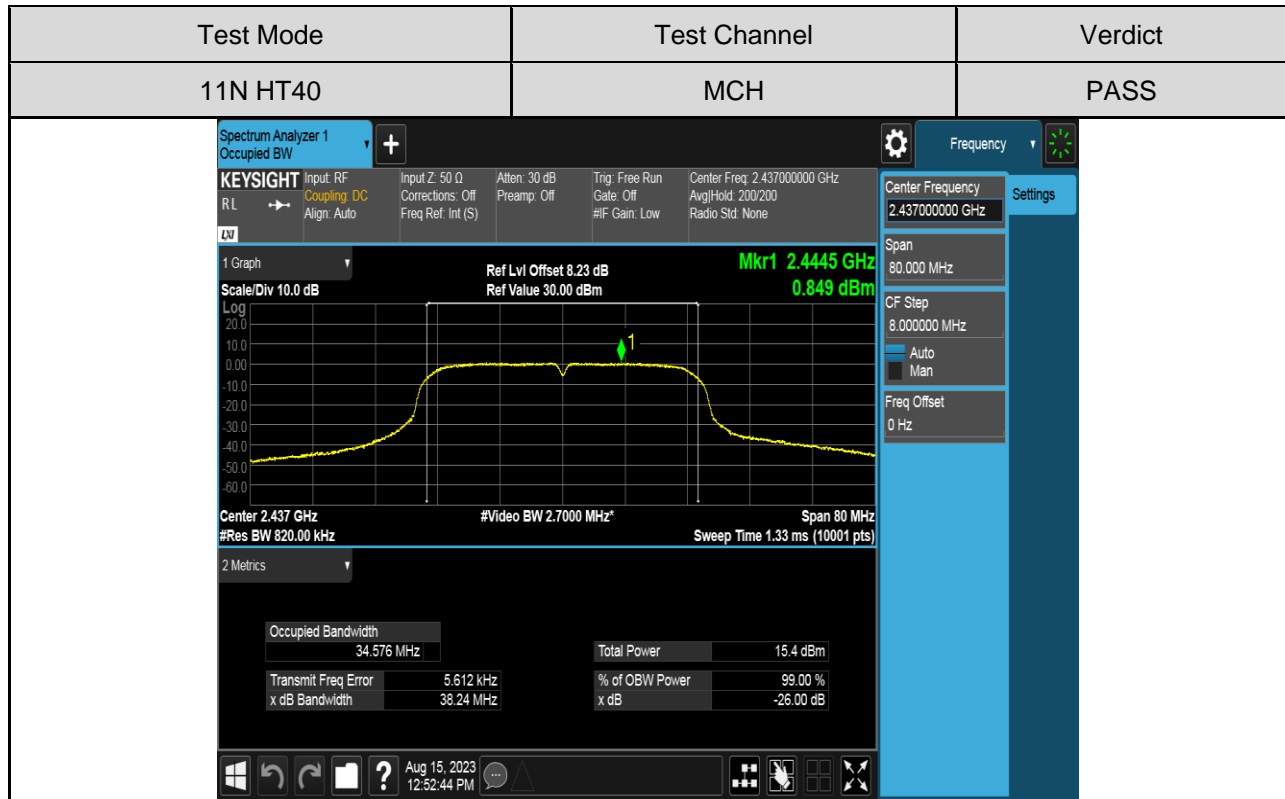 Test Mode Test Channel Verdict
11N HT40 MCH PASS
Spectrum Analyzer 1
Occupied BW
+
Frequency
KEYSIGHT
RL
LXI
Input: RF
Coupling: DC
Align: Auto
Input Z: 50 Ω
Corrections: Off
Freq Ref: Int (S)
Atten: 30 dB
Preamp: Off
Trig: Free Run
Gate: Off
#IF Gain: Low
Center Freq: 2.437000000 GHz
Avg|Hold: 200/200
Radio Std: None
Center Frequency
2.437000000 GHz
Settings
Span
80.000 MHz
CF Step
8.000000 MHz
Auto
Man
Freq Offset
0 Hz
1 Graph
Scale/Div 10.0 dB
Ref Lvl Offset 8.23 dB
Ref Value 30.00 dBm
Mkr1 2.4445 GHz
0.849 dBm
Log
20.0
10.0
0.00
-10.0
-20.0
-30.0
-40.0
-50.0
-60.0
1
Center 2.437 GHz
#Res BW 820.00 kHz
#Video BW 2.7000 MHz*
Span 80 MHz
Sweep Time 1.33 ms (10001 pts)
2 Metrics
Occupied Bandwidth
34.576 MHz
Total Power 15.4 dBm
Transmit Freq Error 5.612 kHz
% of OBW Power 99.00 %
x dB Bandwidth 38.24 MHz
x dB -26.00 dB
?
Aug 15, 2023
12:52:44 PM